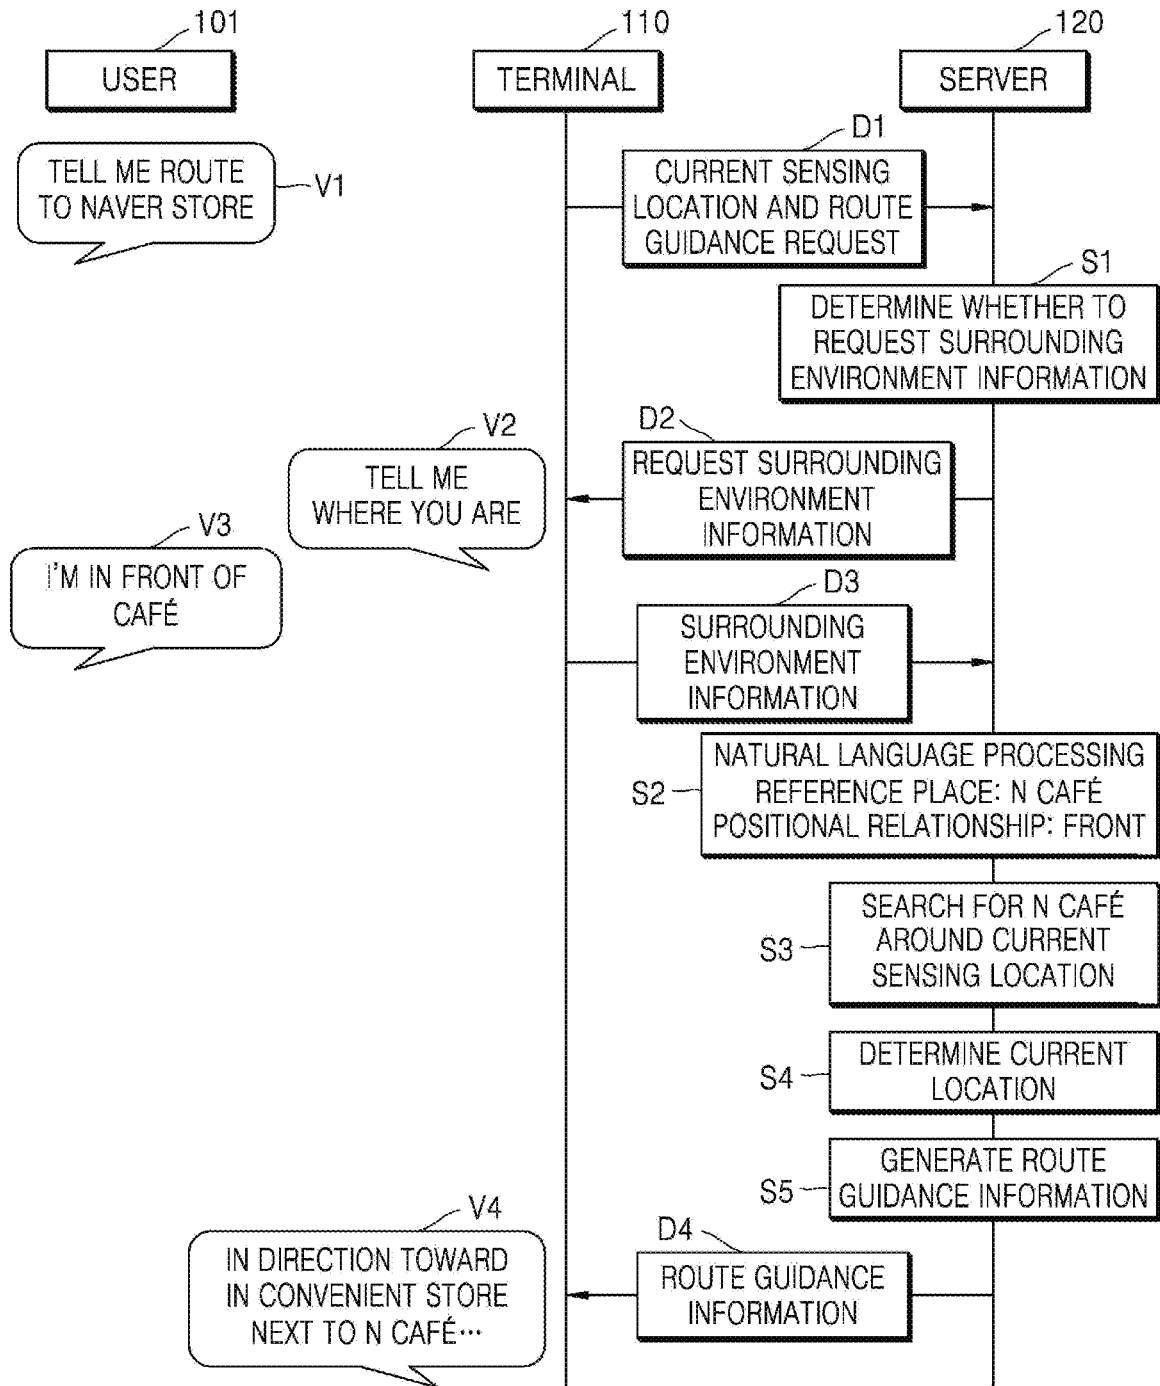 101
110
120
USER
TERMINAL
SERVER
D1
TELL ME ROUTE
TO NAVER STORE
V1
CURRENT SENSING
LOCATION AND ROUTE
GUIDANCE REQUEST
S1
DETERMINE WHETHER TO
REQUEST SURROUNDING
ENVIRONMENT INFORMATION
V2
D2
TELL ME
WHERE YOU ARE
REQUEST SURROUNDING
ENVIRONMENT
INFORMATION
V3
I'M IN FRONT OF
CAFÉ
D3
SURROUNDING
ENVIRONMENT
INFORMATION
S2
NATURAL LANGUAGE PROCESSING
REFERENCE PLACE: N CAFÉ
POSITIONAL RELATIONSHIP: FRONT
S3
SEARCH FOR N CAFÉ
AROUND CURRENT
SENSING LOCATION
S4
DETERMINE CURRENT
LOCATION
S5
GENERATE ROUTE
GUIDANCE INFORMATION
V4
D4
IN DIRECTION TOWARD
IN CONVENIENT STORE
NEXT TO N CAFÉ···
ROUTE GUIDANCE
INFORMATION